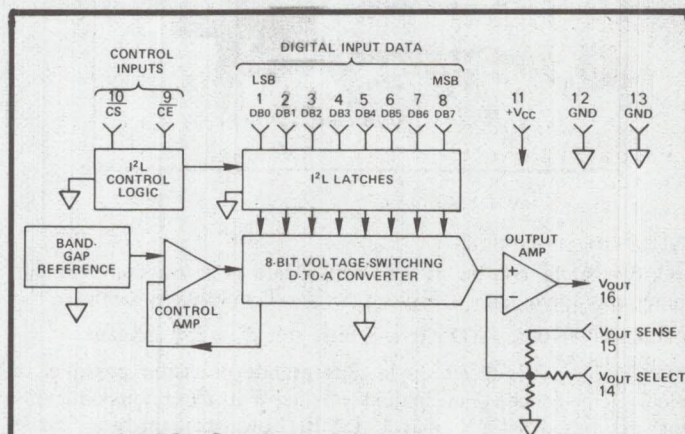 CONTROL INPUTS
DIGITAL INPUT DATA
LSB MSB
10 9 1 2 3 4 5 6 7 8 11 12 13
CS CE DB0 DB1 DB2 DB3 DB4 DB5 DB6 DB7 +VCC GND GND
I²L CONTROL LOGIC
I²L LATCHES
BAND-GAP REFERENCE
CONTROL AMP
8-BIT VOLTAGE-SWITCHING
D-TO-A CONVERTER
OUTPUT AMP
+
−
VOUT
16
VOUT SENSE
15
VOUT SELECT
14